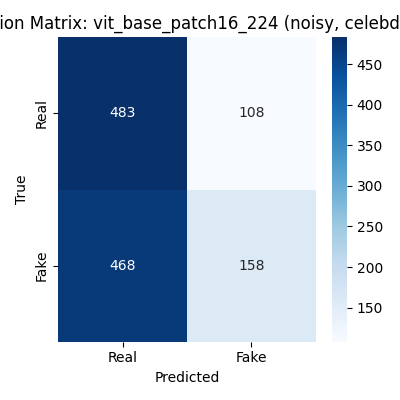 ion Matrix: vit_base_patch16_224 (noisy, celebd
Real
483
108
Fake
468
158
True
Real
Fake
Predicted
450
400
350
300
250
200
150